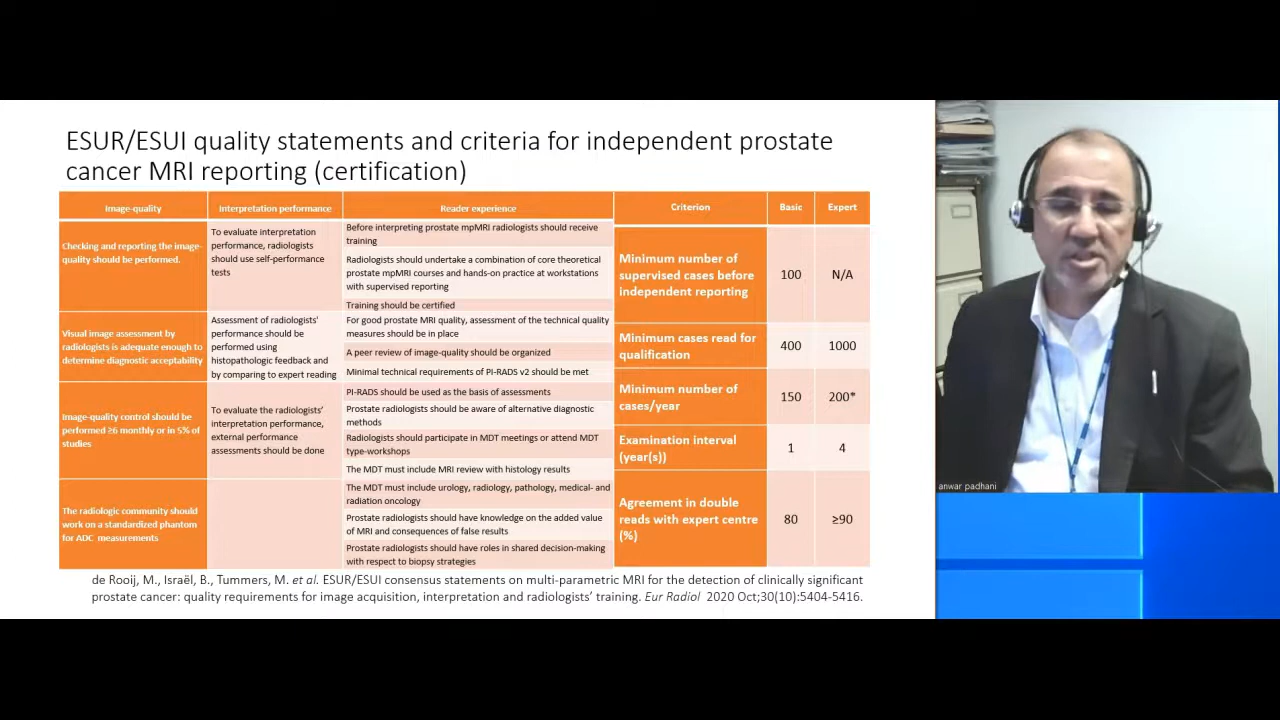 ESUR/ESUI quality statements and criteria for independent prostate
cancer MRI reporting (certification)
Image-quality
Interpretation performance
Reader experience
Checking and reporting the image-
quality should be performed.
To evaluate interpretation
performance, radiologists
should use self-performance
tests
Before interpreting prostate mpMRI radiologists should receive
training
Radiologists should undertake a combination of core theoretical
prostate mpMRI courses and hands-on practice at workstations
with supervised reporting
Training should be certified
Visual image assessment by
radiologists is adequate enough to
determine diagnostic acceptability
Assessment of radiologists'
performance should be
performed using
histopathologic feedback and
by comparing to expert reading
For good prostate MRI quality, assessment of the technical quality
measures should be in place
A peer review of image-quality should be organized
Minimal technical requirements of PI-RADS v2 should be met
Image-quality control should be
performed ≥6 monthly or in 5% of
studies
To evaluate the radiologists'
interpretation performance,
external performance
assessments should be done
PI-RADS should be used as the basis of assessments
Prostate radiologists should be aware of alternative diagnostic
methods
Radiologists should participate in MDT meetings or attend MDT
type-workshops
The MDT must include MRI review with histology results
The radiologic community should
work on a standardized phantom
for ADC measurements
The MDT must include urology, radiology, pathology, medical- and
radiation oncology
Prostate radiologists should have knowledge on the added value
of MRI and consequences of false results
Prostate radiologists should have roles in shared decision-making
with respect to biopsy strategies
Criterion Basic Expert
Minimum number of
supervised cases before
independent reporting
100 N/A
Minimum cases read for
qualification
400 1000
Minimum number of
cases/year
150 200*
Examination interval
(year(s))
1 4
Agreement in double
reads with expert centre
(%)
80 ≥90
de Rooij, M., Israël, B., Tummers, M. et al. ESUR/ESUI consensus statements on multi-parametric MRI for the detection of clinically significant
prostate cancer: quality requirements for image acquisition, interpretation and radiologists' training. Eur Radiol 2020 Oct;30(10):5404-5416.
anwar padhani